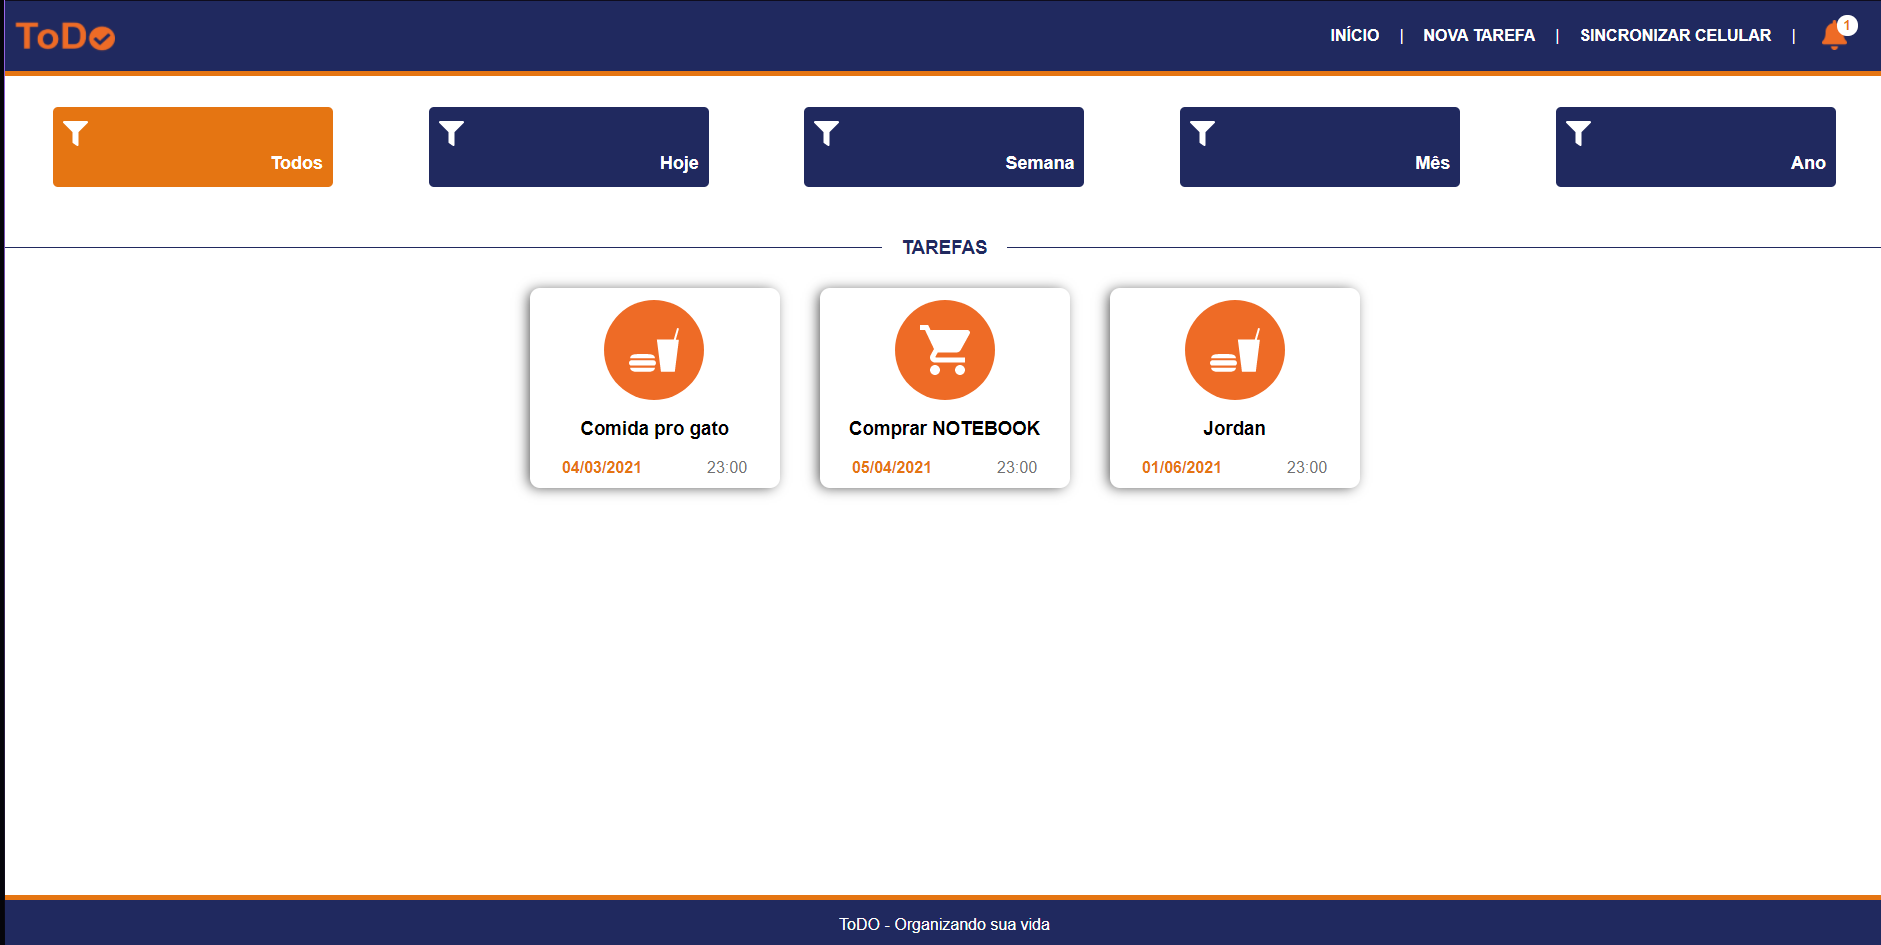 ToDo
INÍCIO | NOVA TAREFA | SINCRONIZAR CELULAR | 1
Todos
Hoje
Semana
Mês
Ano
TAREFAS
Comida pro gato
04/03/2021 23:00
Comprar NOTEBOOK
05/04/2021 23:00
Jordan
01/06/2021 23:00
ToDO - Organizando sua vida